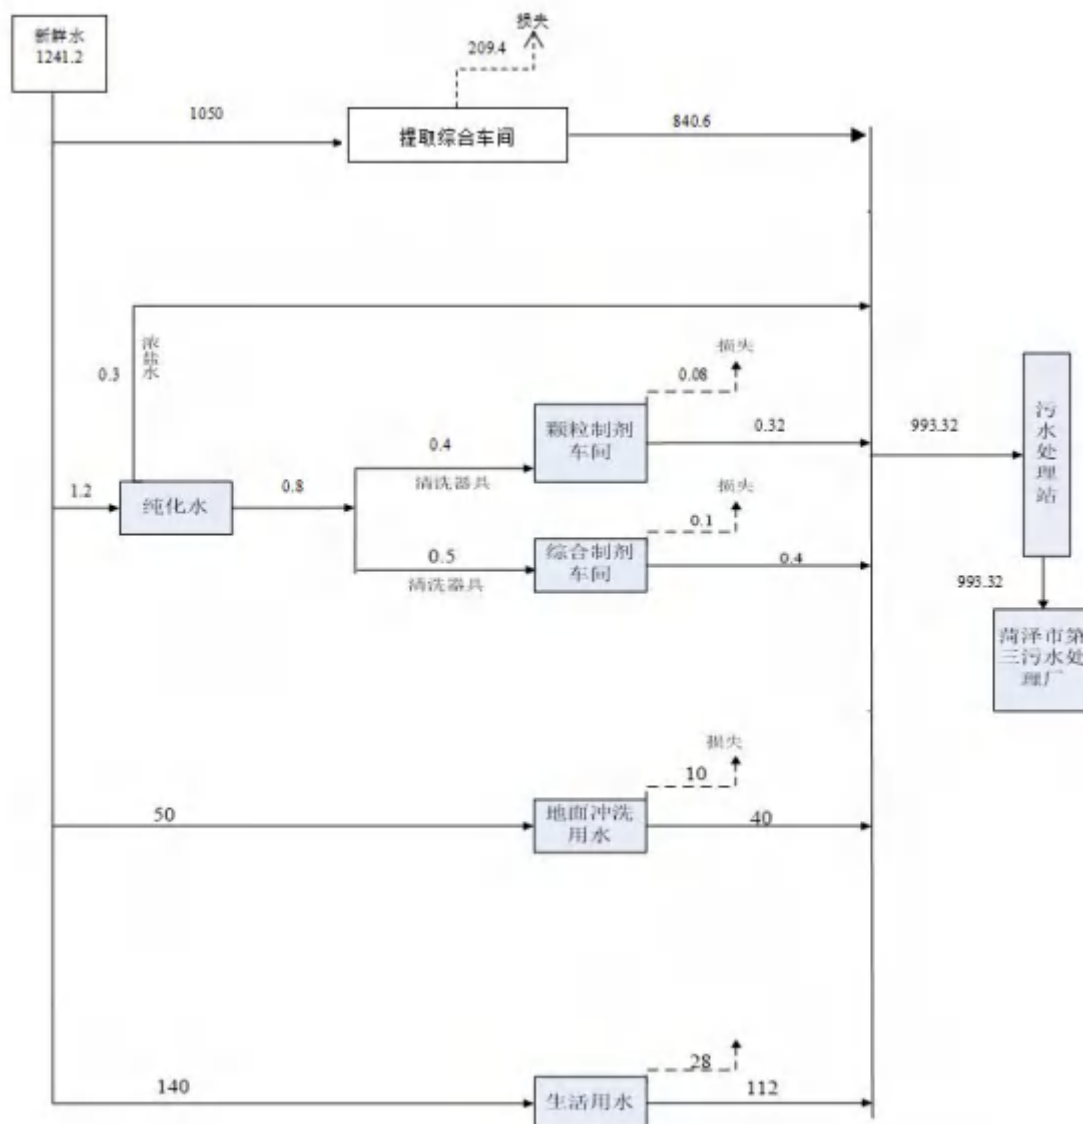 新鲜水
1241.2
损失
209.4
1050
提取综合车间
840.6
浓盐水
0.3
损失
0.08
颗粒制剂
车间
0.32
0.4
清洗器具
993.32
污水处理站
1.2
纯化水
0.8
损失
0.1
综合制剂
车间
0.4
0.5
清洗器具
993.32
菏泽市第
三污水处
理厂
损失
10
50
地面冲洗
用水
40
28
140
生活用水
112